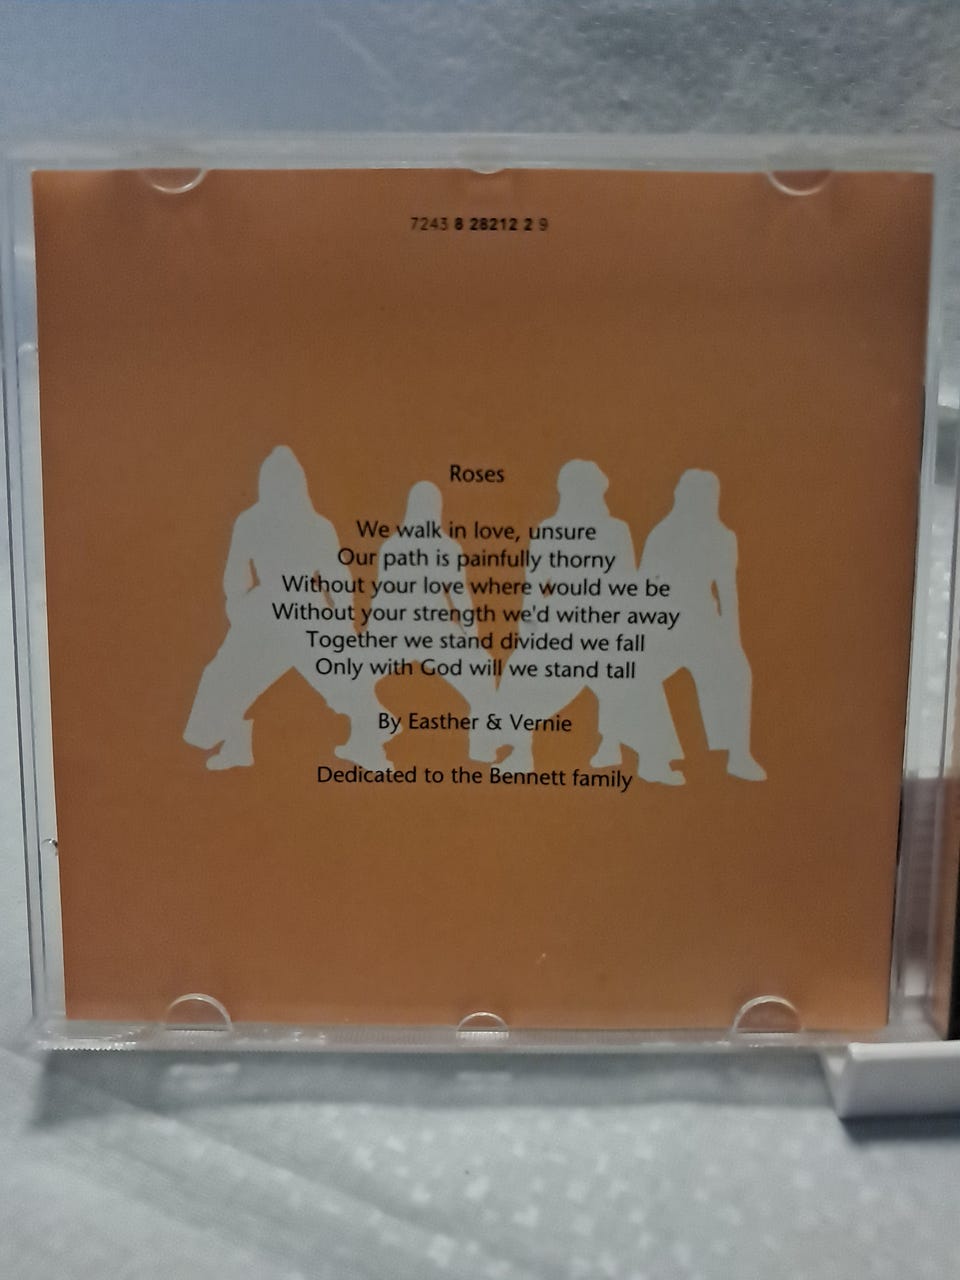 7243 8 28212 2 9
Roses
We walk in love, unsure
Our path is painfully thorny
Without your love where would we be
Without your strength we'd wither away
Together we stand divided we fall
Only with God will we stand tall
By Easther & Vernie
Dedicated to the Bennett family